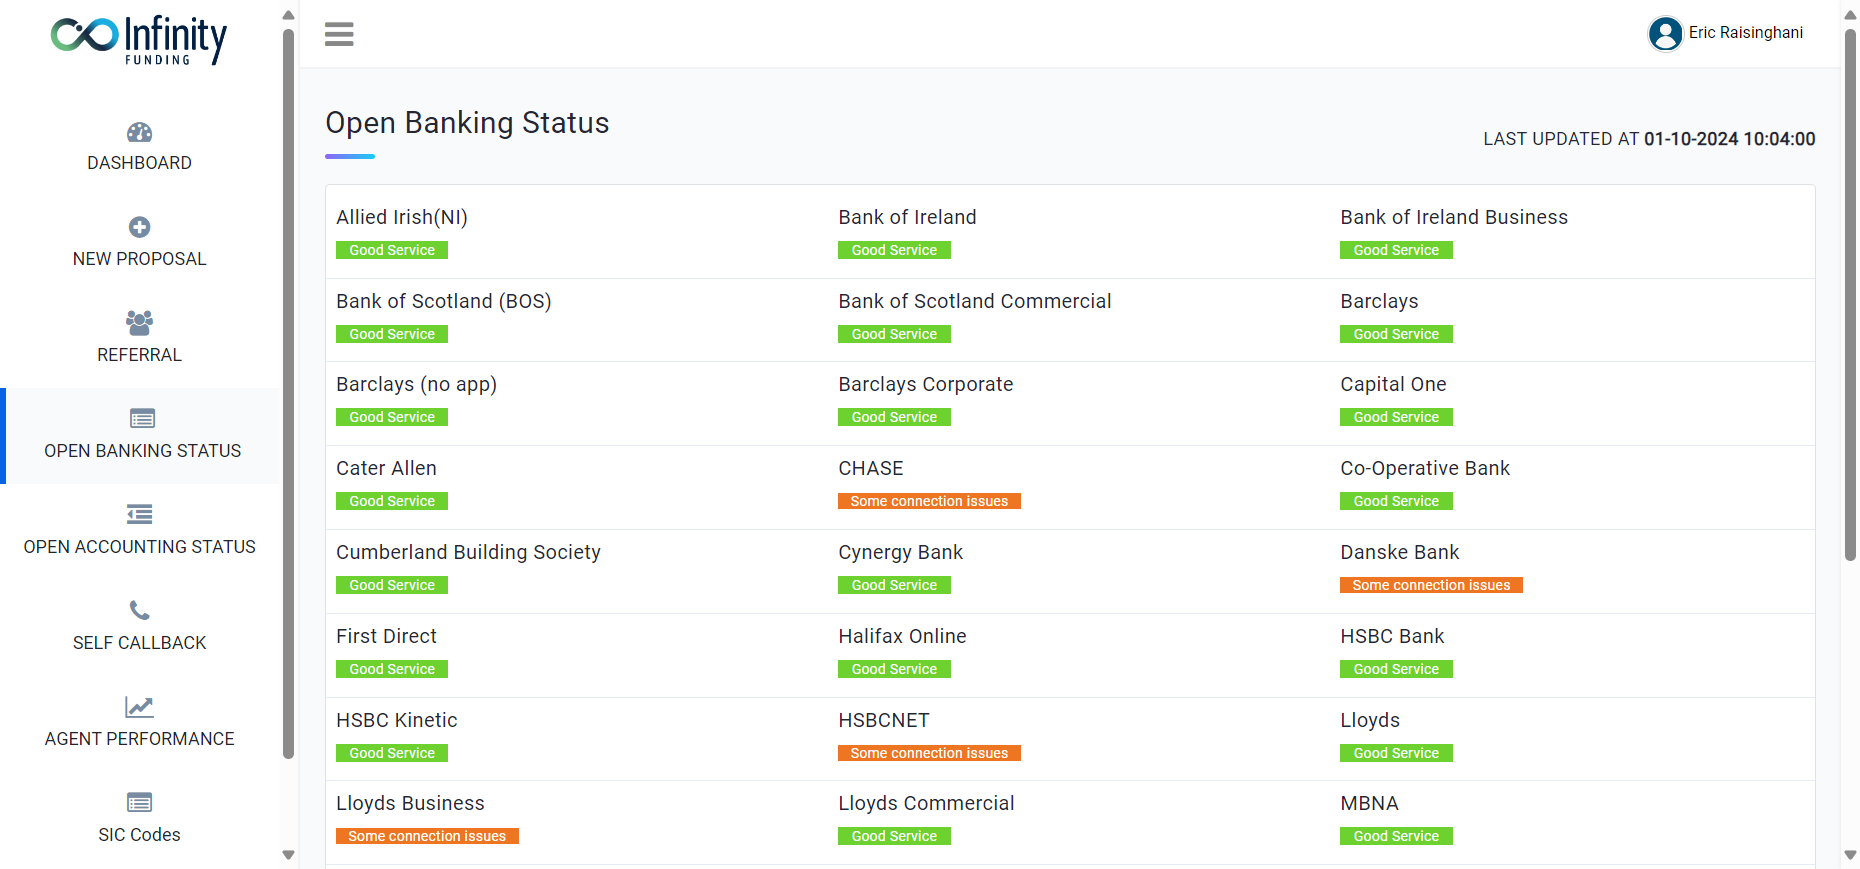 Infinity
FUNDING
Eric Raisinghani
DASHBOARD
NEW PROPOSAL
REFERRAL
OPEN BANKING STATUS
OPEN ACCOUNTING STATUS
SELF CALLBACK
AGENT PERFORMANCE
SIC Codes
Open Banking Status
LAST UPDATED AT 01-10-2024 10:04:00
Allied Irish(NI)
Good Service
Bank of Ireland
Good Service
Bank of Ireland Business
Good Service
Bank of Scotland (BOS)
Good Service
Bank of Scotland Commercial
Good Service
Barclays
Good Service
Barclays (no app)
Good Service
Barclays Corporate
Good Service
Capital One
Good Service
Cater Allen
Good Service
CHASE
Some connection issues
Co-Operative Bank
Good Service
Cumberland Building Society
Good Service
Cynergy Bank
Good Service
Danske Bank
Some connection issues
First Direct
Good Service
Halifax Online
Good Service
HSBC Bank
Good Service
HSBC Kinetic
Good Service
HSBCNET
Some connection issues
Lloyds
Good Service
Lloyds Business
Some connection issues
Lloyds Commercial
Good Service
MBNA
Good Service